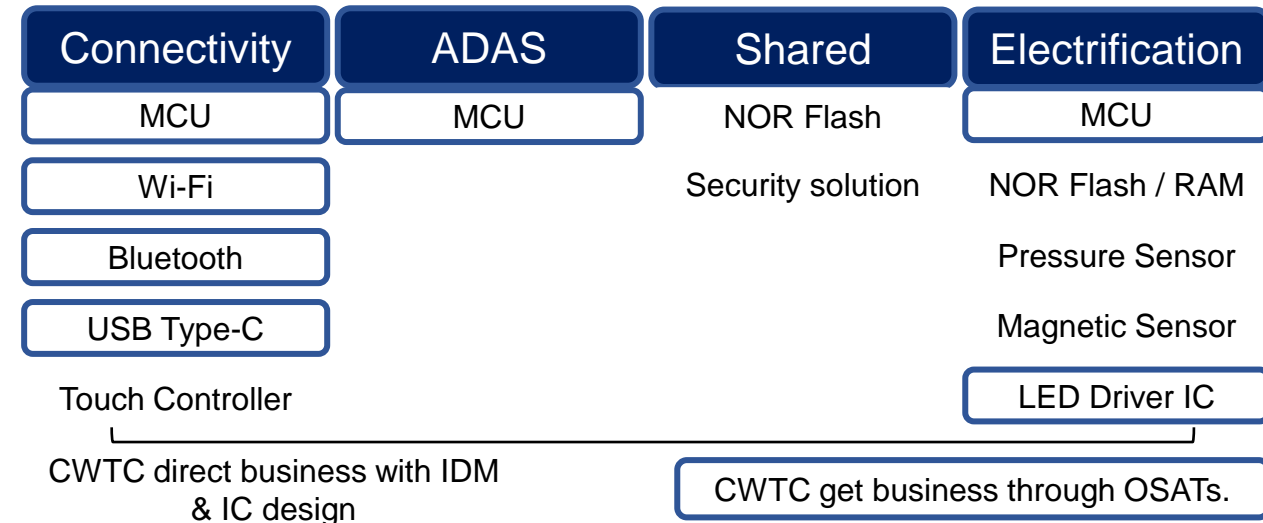 Connectivity ADAS Shared Electrification
MCU MCU NOR Flash MCU
Wi-Fi Security solution NOR Flash / RAM
Bluetooth Pressure Sensor
USB Type-C Magnetic Sensor
Touch Controller LED Driver IC
CWTC direct business with IDM
& IC design
CWTC get business through OSATs.